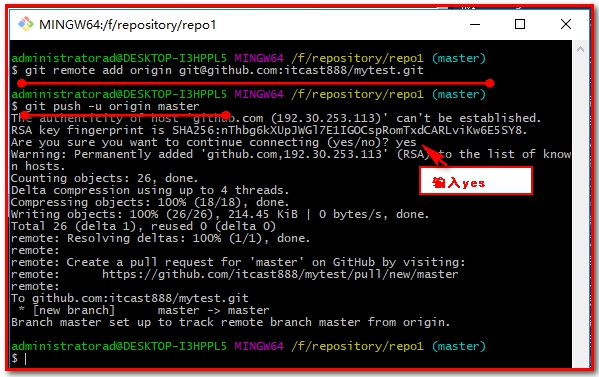 MINGW64:/f/repository/repo1
administratorad@DESKTOP-I3HPPL5 MINGW64 /f/repository/repo1 (master)
$ git remote add origin git@github.com:itcast888/mytest.git
administratorad@DESKTOP-I3HPPL5 MINGW64 /f/repository/repo1 (master)
$ git push -u origin master
The authenticity of host 'github.com (192.30.253.113)' can't be established.
RSA key fingerprint is SHA256:nThbg6kXUpJWGl7E1IGOCspRomTxdCARLviKw6E5SY8.
Are you sure you want to continue connecting (yes/no)? yes
Warning: Permanently added 'github.com,192.30.253.113' (RSA) to the list of know
n hosts.
输入yes
Counting objects: 26, done.
Delta compression using up to 4 threads.
Compressing objects: 100% (18/18), done.
Writing objects: 100% (26/26), 214.45 KiB | 0 bytes/s, done.
Total 26 (delta 1), reused 0 (delta 0)
remote: Resolving deltas: 100% (1/1), done.
remote:
remote: Create a pull request for 'master' on GitHub by visiting:
remote:      https://github.com/itcast888/mytest/pull/new/master
remote:
To github.com:itcast888/mytest.git
 * [new branch]      master -> master
Branch master set up to track remote branch master from origin.
administratorad@DESKTOP-I3HPPL5 MINGW64 /f/repository/repo1 (master)
$